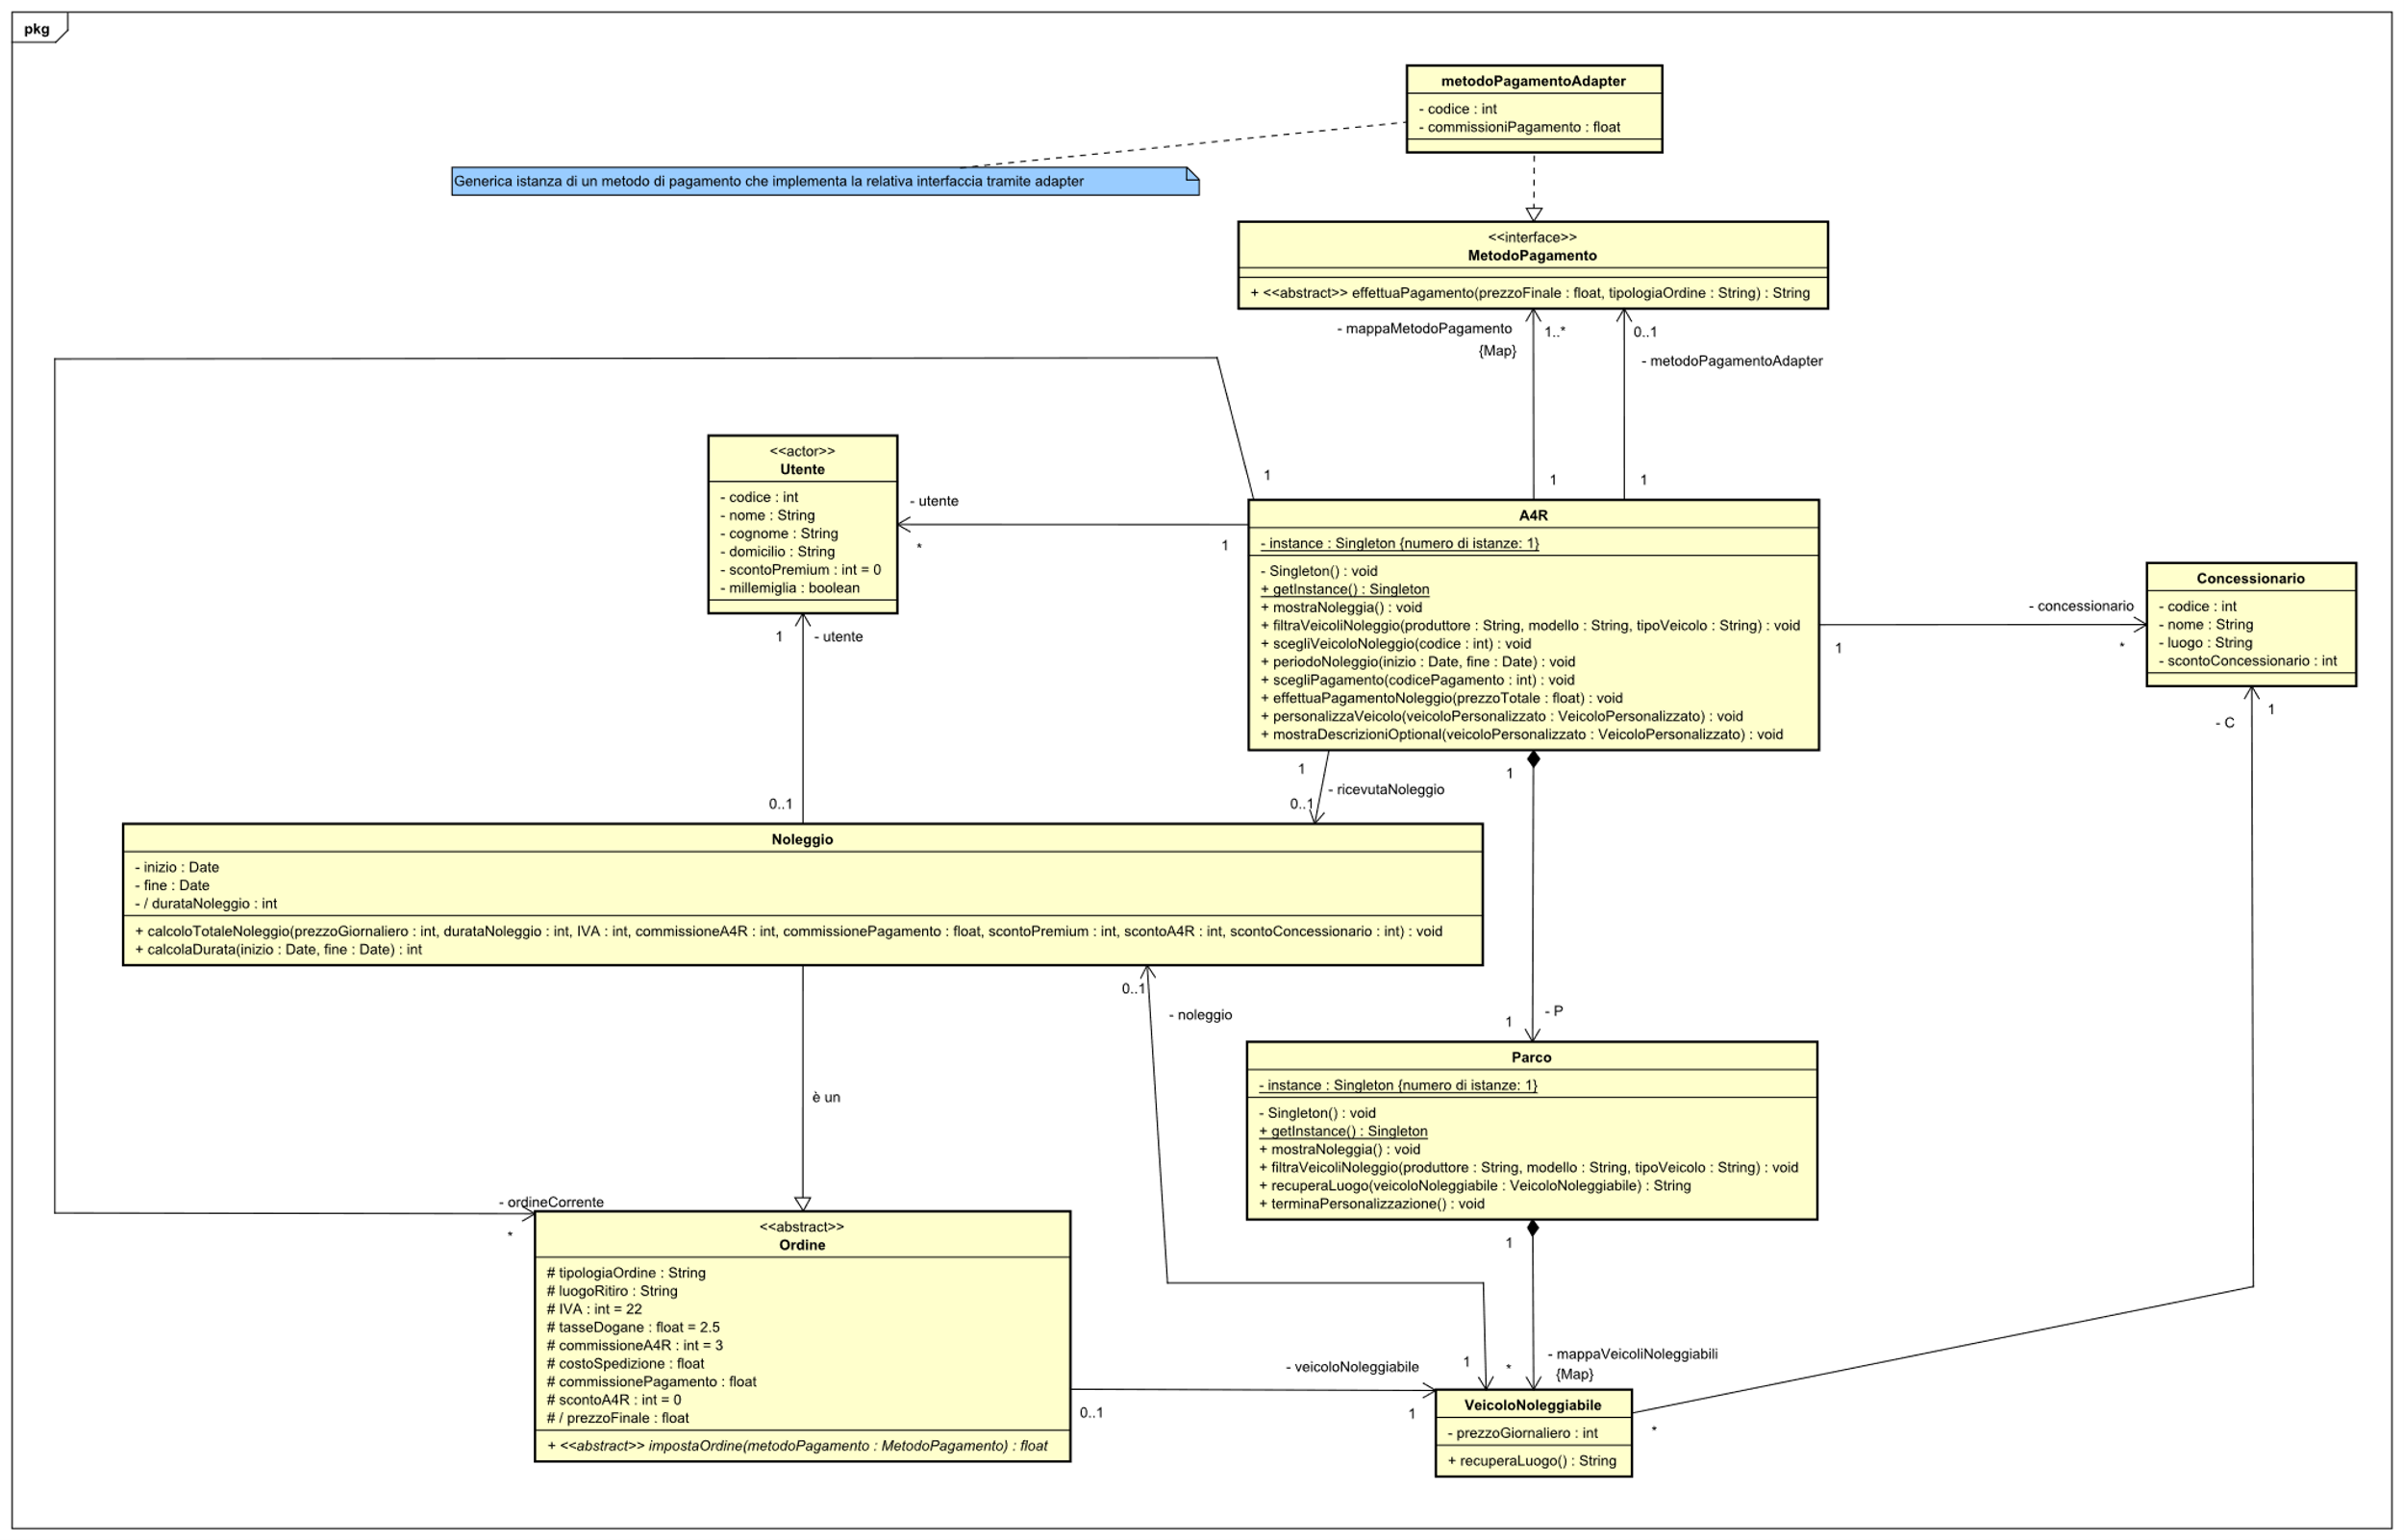 pkg
metodoPagamentoAdapter
- codice : int
- commissioniPagamento : float
Generica istanza di un metodo di pagamento che implementa la relativa interfaccia tramite adapter
<<interface>>
MetodoPagamento
+ <<abstract>> effettuaPagamento(prezzoFinale : float, tipologiaOrdine : String) : String
- mappaMetodoPagamento
{Map}
1..*
0..1
- metodoPagamentoAdapter
1
1
1
<<actor>>
Utente
- codice : int
- nome : String
- cognome : String
- domicilio : String
- scontoPremium : int = 0
- millemiglia : boolean
- utente
*
1
A4R
- instance : Singleton {numero di istanze: 1}
- Singleton() : void
+ getInstance() : Singleton
+ mostraNoleggia() : void
+ filtraVeicoliNoleggio(produttore : String, modello : String, tipoVeicolo : String) : void
+ scegliVeicoloNoleggio(codice : int) : void
+ periodoNoleggio(inizio : Date, fine : Date) : void
+ scegliPagamento(codicePagamento : int) : void
+ effettuaPagamentoNoleggio(prezzoTotale : float) : void
+ personalizzaVeicolo(veicoloPersonalizzato : VeicoloPersonalizzato) : void
+ mostraDescrizioniOptional(veicoloPersonalizzato : VeicoloPersonalizzato) : void
- concessionario
1
*
Concessionario
- codice : int
- nome : String
- luogo : String
- scontoConcessionario : int
1
- C
1
- utente
0..1
1
- ricevutaNoleggio
0..1
1
Noleggio
- inizio : Date
- fine : Date
- / durataNoleggio : int
+ calcoloTotaleNoleggio(prezzoGiornaliero : int, durataNoleggio : int, IVA : int, commissioneA4R : int, commissionePagamento : float, scontoPremium : int, scontoA4R : int, scontoConcessionario : int) : void
+ calcolaDurata(inizio : Date, fine : Date) : int
0..1
- noleggio
- P
1
Parco
- instance : Singleton {numero di istanze: 1}
- Singleton() : void
+ getInstance() : Singleton
+ mostraNoleggia() : void
+ filtraVeicoliNoleggio(produttore : String, modello : String, tipoVeicolo : String) : void
+ recuperaLuogo(veicoloNoleggiabile : VeicoloNoleggiabile) : String
+ terminaPersonalizzazione() : void
è un
- ordineCorrente
*
<<abstract>>
Ordine
# tipologiaOrdine : String
# luogoRitiro : String
# IVA : int = 22
# tasseDogane : float = 2.5
# commissioneA4R : int = 3
# costoSpedizione : float
# commissionePagamento : float
# scontoA4R : int = 0
# / prezzoFinale : float
+ <<abstract>> impostaOrdine(metodoPagamento : MetodoPagamento) : float
1
- veicoloNoleggiabile
1
*
- mappaVeicoliNoleggiabili
{Map}
0..1
1
VeicoloNoleggiabile
- prezzoGiornaliero : int
+ recuperaLuogo() : String
*